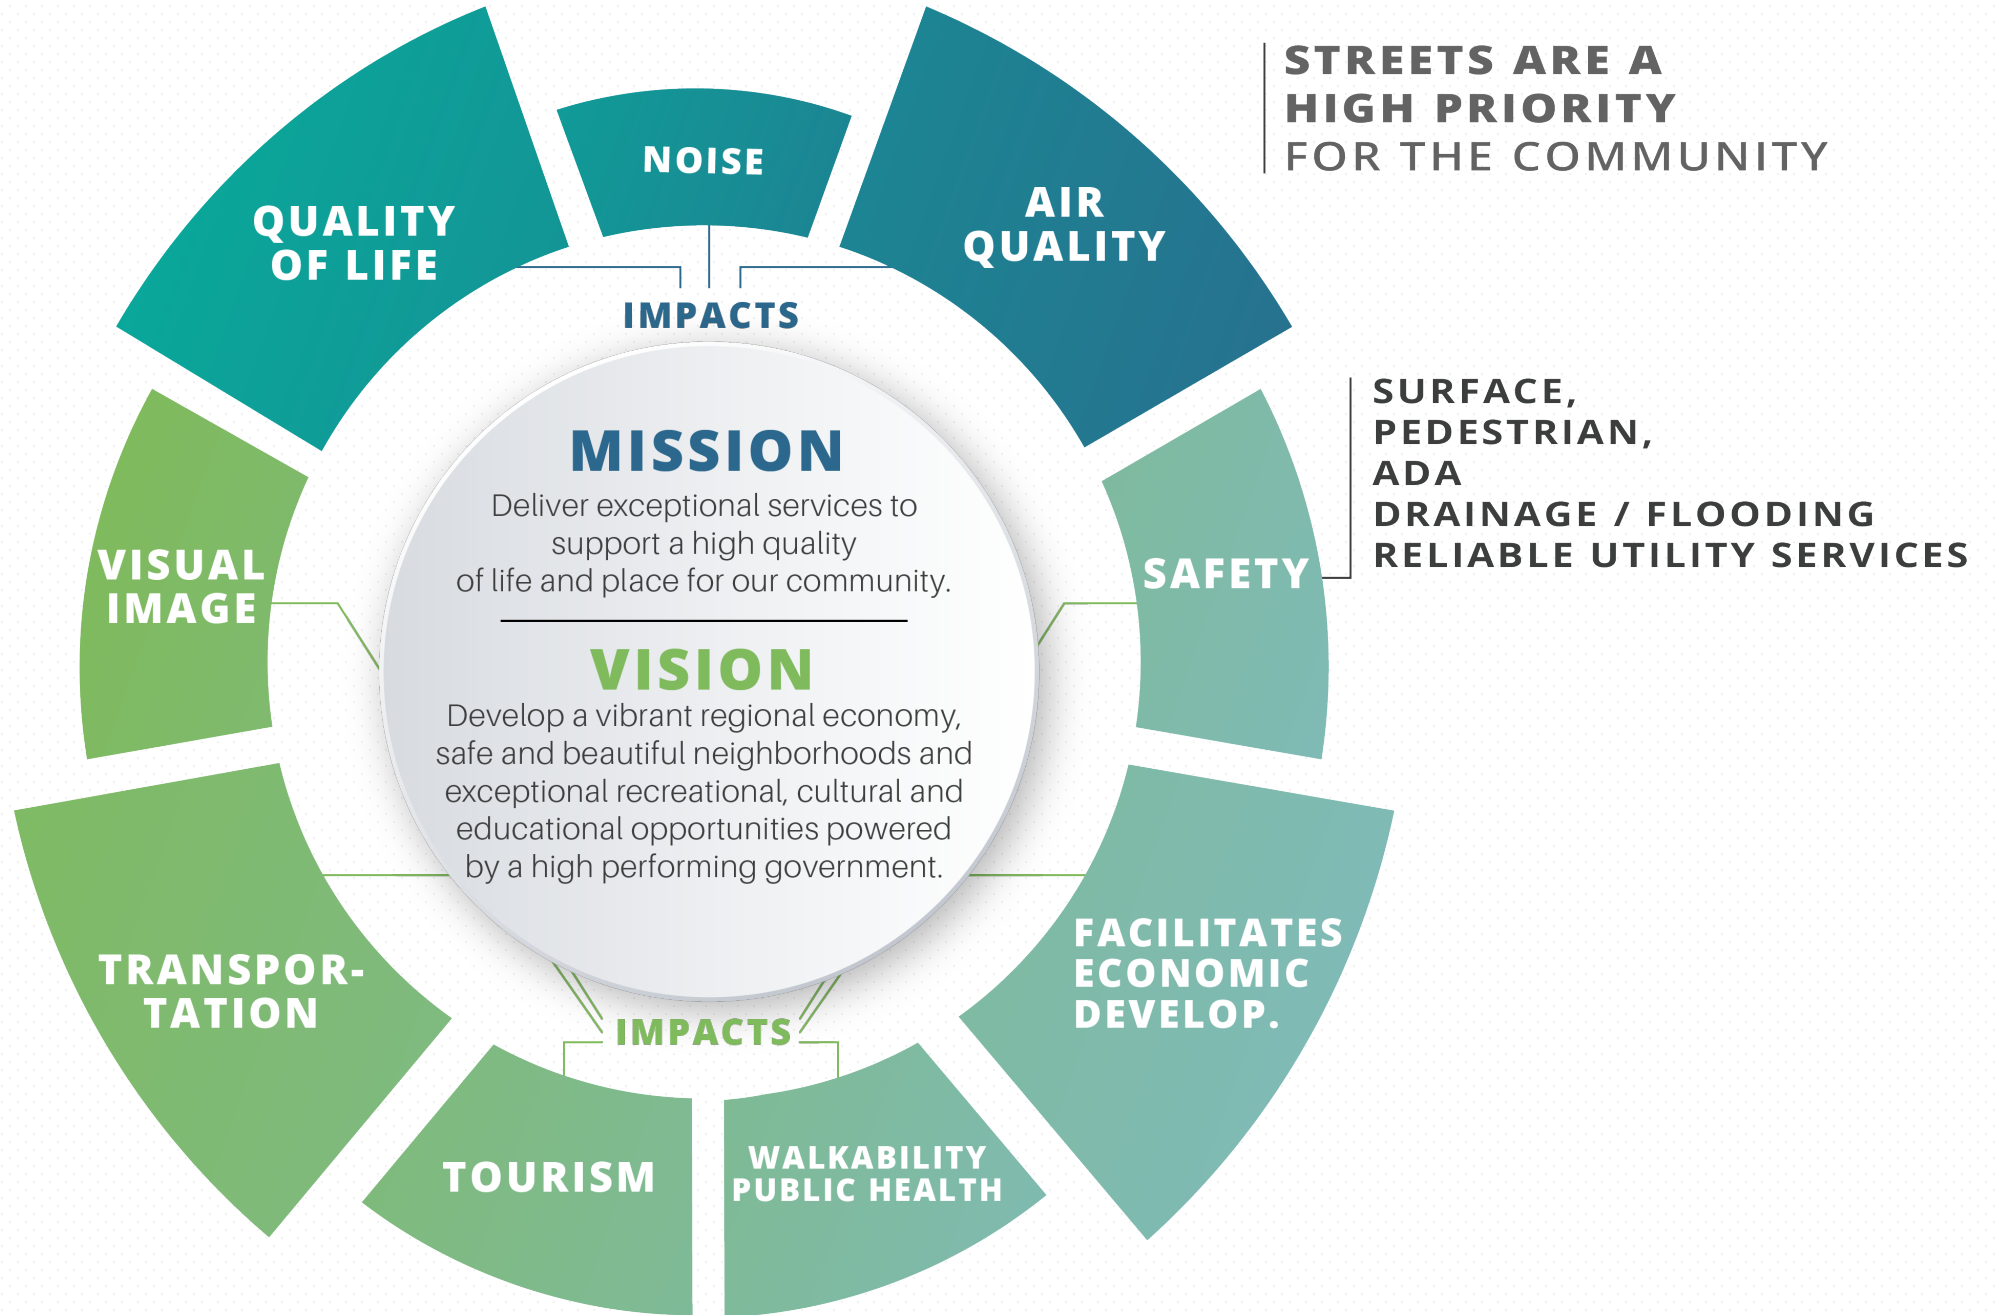 STREETS ARE A
HIGH PRIORITY
FOR THE COMMUNITY
NOISE
QUALITY
OF LIFE
AIR
QUALITY
IMPACTS
SURFACE,
PEDESTRIAN,
ADA
DRAINAGE / FLOODING
RELIABLE UTILITY SERVICES
MISSION
Deliver exceptional services to
support a high quality
of life and place for our community.
VISUAL
IMAGE
SAFETY
VISION
Develop a vibrant regional economy,
safe and beautiful neighborhoods and
exceptional recreational, cultural and
educational opportunities powered
by a high performing government.
TRANSPOR-
TATION
FACILITATES
ECONOMIC
DEVELOP.
IMPACTS
TOURISM
WALKABILITY
PUBLIC HEALTH